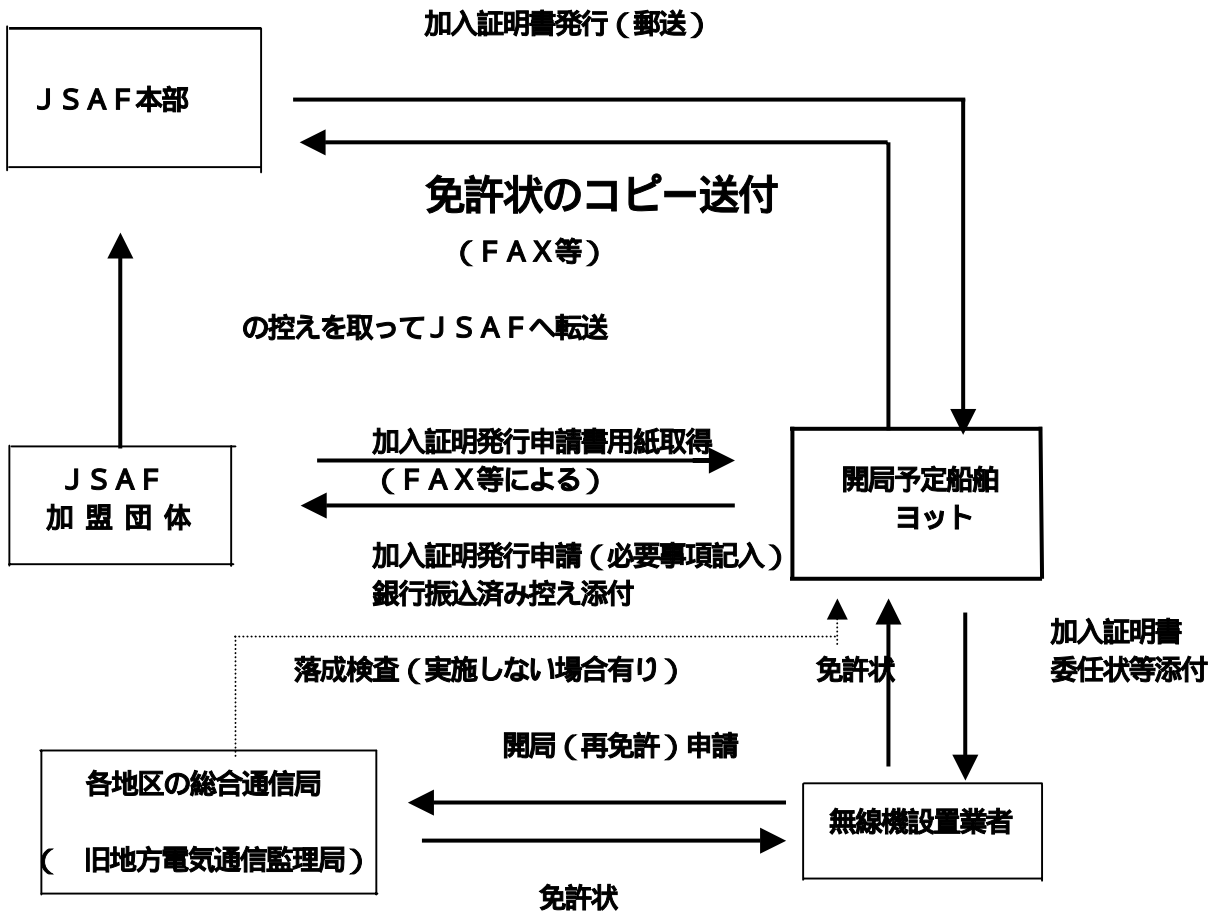 加入証明書発行（郵送）
ＪＳＡＦ本部
免許状のコピー送付
（ＦＡＸ等）
の控えを取ってＪＳＡＦへ転送
加入証明発行申請書用紙取得
（ＦＡＸ等による）
ＪＳＡＦ
加盟団体
開局予定船舶
ヨット
加入証明発行申請（必要事項記入）
銀行振込済み控え添付
加入証明書
委任状等添付
落成検査（実施しない場合有り）
免許状
開局（再免許）申請
各地区の総合通信局
（　旧地方電気通信監理局）
無線機設置業者
免許状